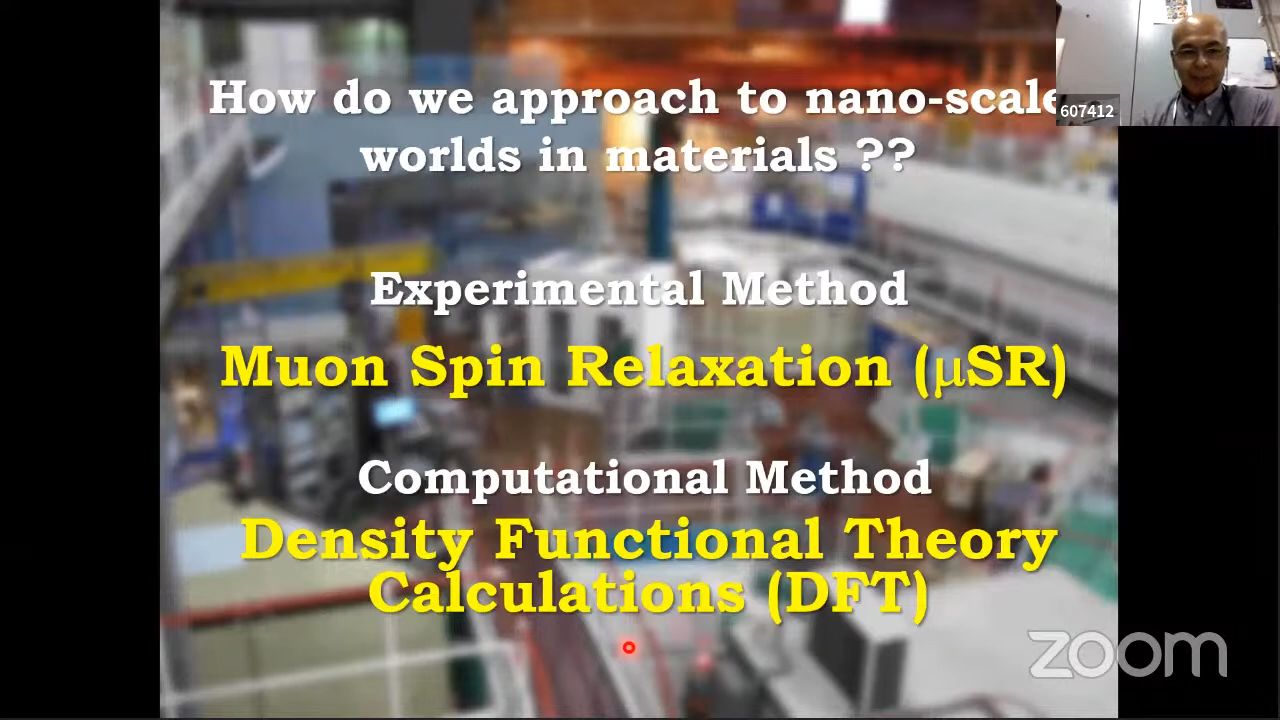 How do we approach to nano-scale
worlds in materials ??
607412
Experimental Method
Muon Spin Relaxation (μSR)
Computational Method
Density Functional Theory
Calculations (DFT)
zoom